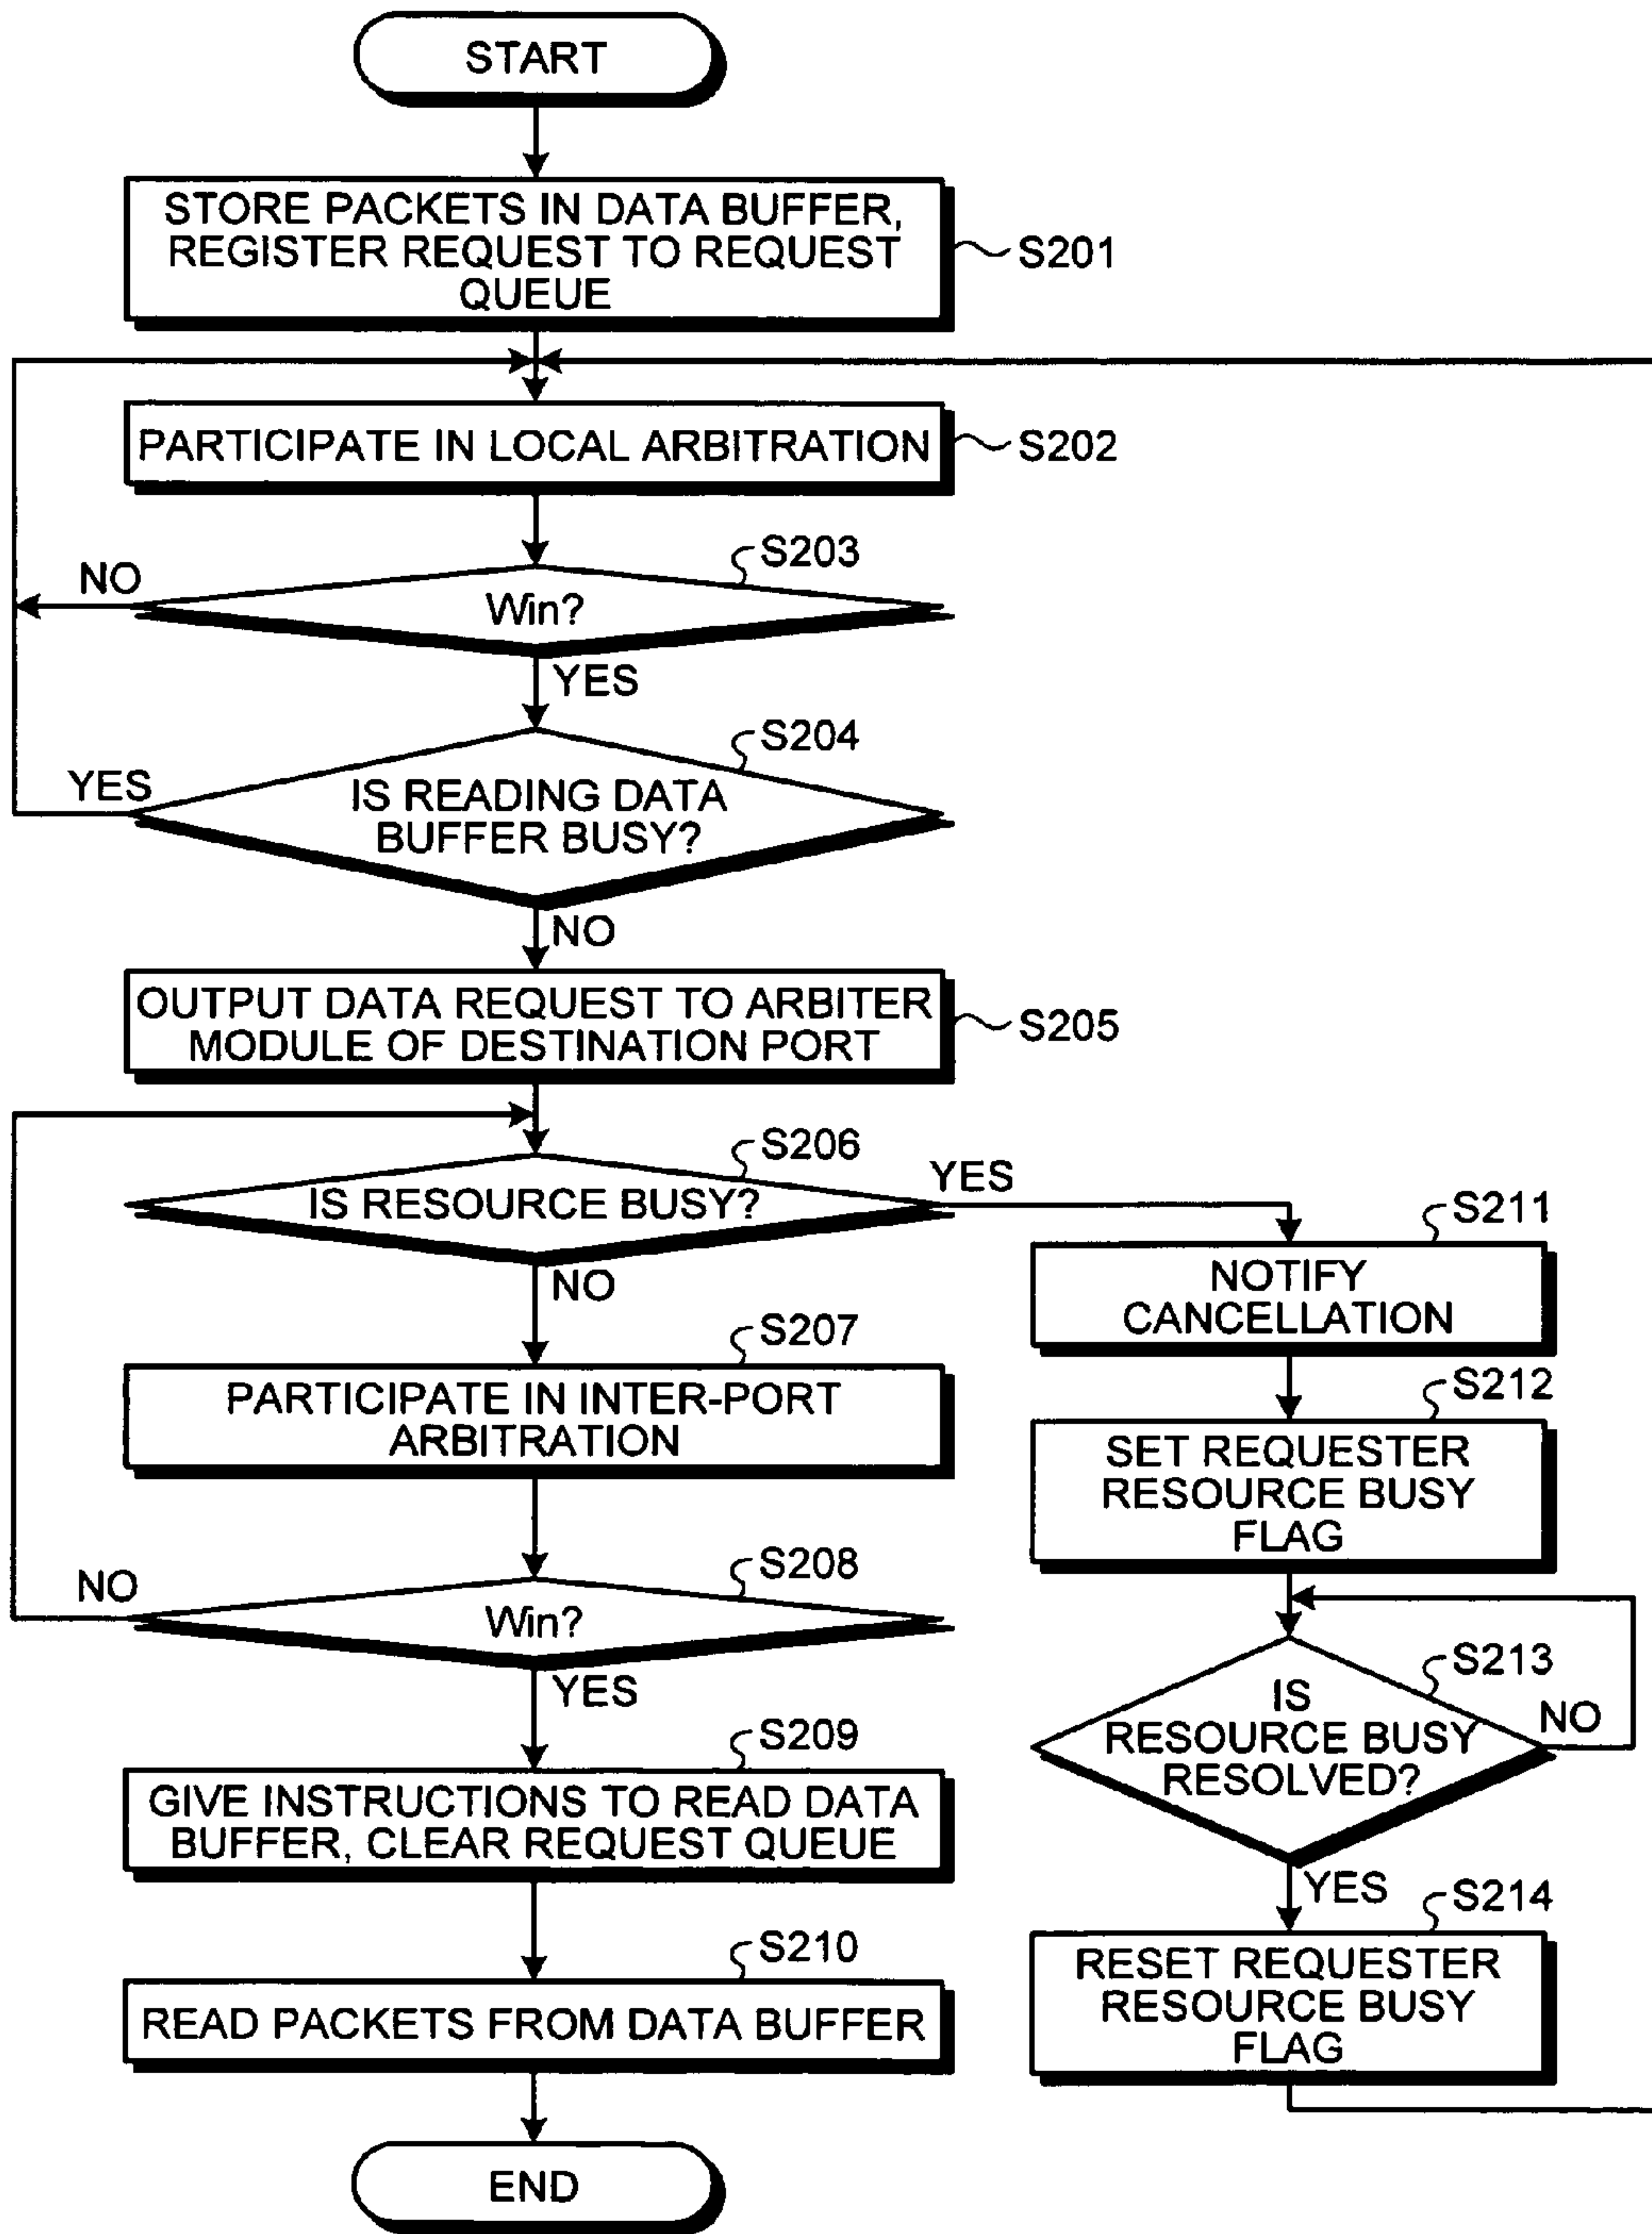 START
STORE PACKETS IN DATA BUFFER,
REGISTER REQUEST TO REQUEST
QUEUE
S201
PARTICIPATE IN LOCAL ARBITRATION
S202
S203
NO
Win?
YES
S204
YES
IS READING DATA
BUFFER BUSY?
NO
OUTPUT DATA REQUEST TO ARBITER
MODULE OF DESTINATION PORT
S205
S206
IS RESOURCE BUSY?
YES
NO
S207
PARTICIPATE IN INTER-PORT
ARBITRATION
S208
NO
Win?
YES
S209
GIVE INSTRUCTIONS TO READ DATA
BUFFER, CLEAR REQUEST QUEUE
S210
READ PACKETS FROM DATA BUFFER
END
S211
NOTIFY
CANCELLATION
S212
SET REQUESTER
RESOURCE BUSY
FLAG
S213
IS
RESOURCE BUSY
RESOLVED?
NO
YES
S214
RESET REQUESTER
RESOURCE BUSY
FLAG